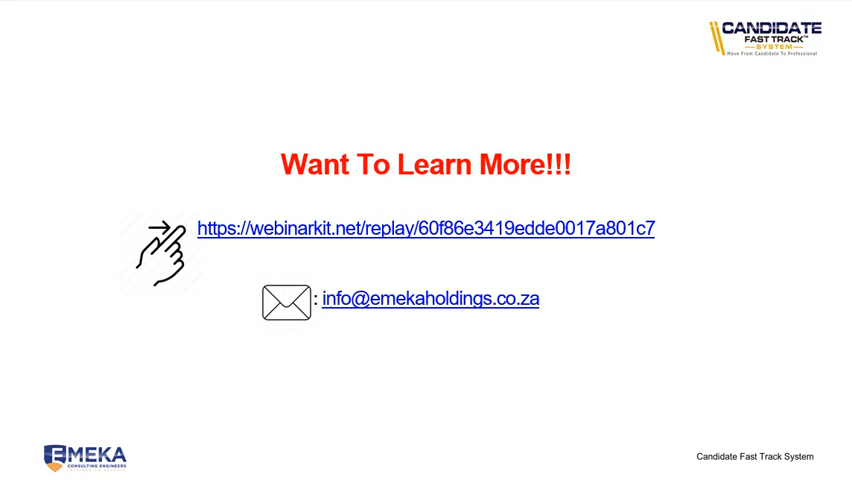 CANDIDATE
FAST TRACK™
SYSTEM
Move From Candidate To Professional
Want To Learn More!!!
https://webinarkit.net/replay/60f86e3419edde0017a801c7
: info@emekaholdings.co.za
EMEKA
CONSULTING ENGINEERS
Candidate Fast Track System